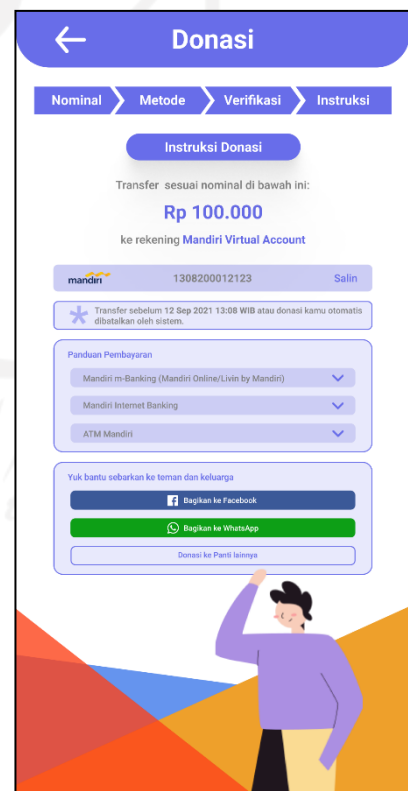 Donasi
Nominal Metode Verifikasi Instruksi
Instruksi Donasi
Transfer sesuai nominal di bawah ini:
Rp 100.000
ke rekening Mandiri Virtual Account
mandiri 1308200012123 Salin
* Transfer sebelum 12 Sep 2021 13:08 WIB atau donasi kamu otomatis
dibatalkan oleh sistem.
Panduan Pembayaran
Mandiri m-Banking (Mandiri Online/Livin by Mandiri)
Mandiri Internet Banking
ATM Mandiri
Yuk bantu sebarkan ke teman dan keluarga
Bagikan ke Facebook
Bagikan ke WhatsApp
Donasi ke Panti lainnya